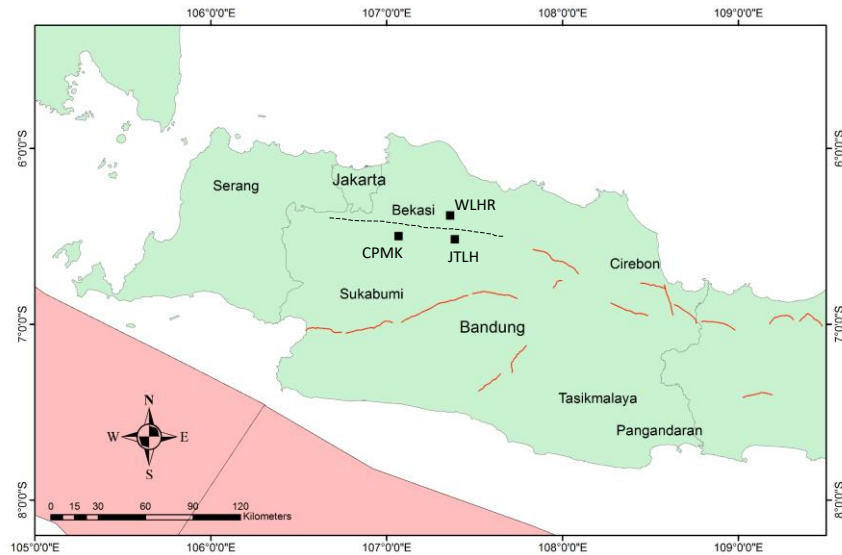 106°0'0"E 107°0'0"E 108°0'0"E 109°0'0"E
6°0'0"S 6°0'0"S
Serang
Jakarta
Bekasi
WLHR
CPMK
JTLH
Cirebon
Sukabumi
7°0'0"S 7°0'0"S
Bandung
Tasikmalaya
Pangandaran
N
W E
S
8°0'0"S 8°0'0"S
0 15 30 60 90 120
Kilometers
105°0'0"E 106°0'0"E 107°0'0"E 108°0'0"E 109°0'0"E